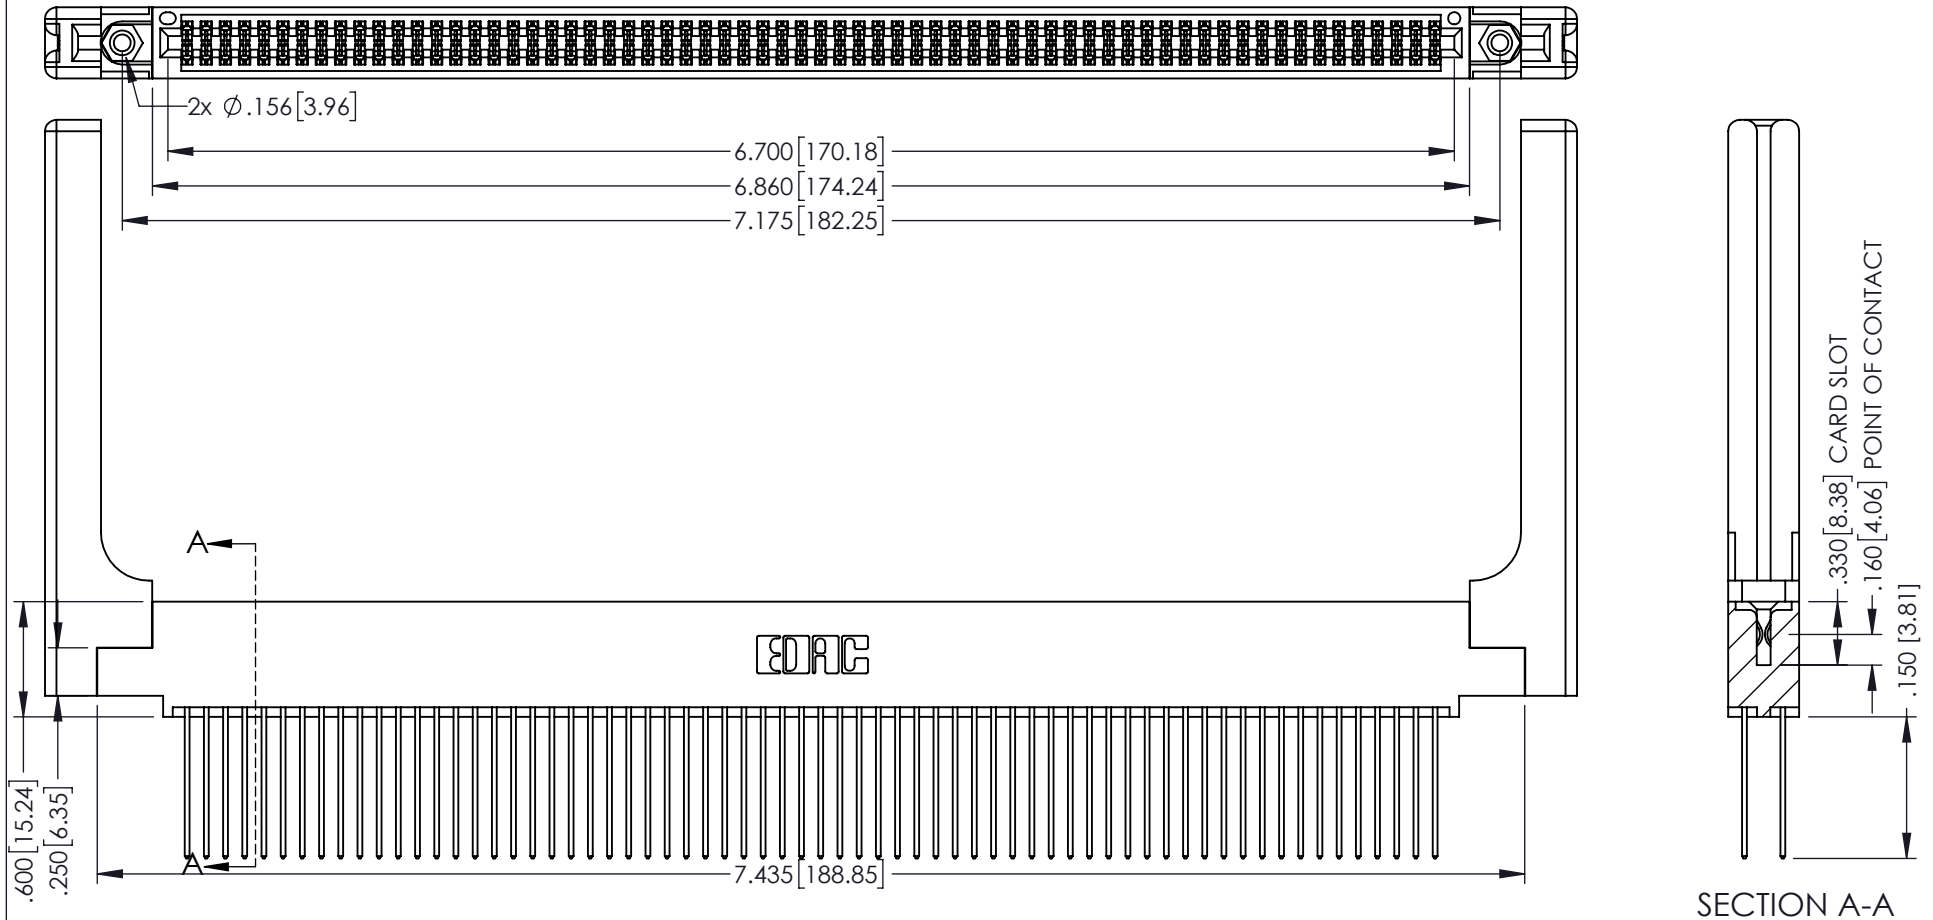 2x ∅ .156[3.96]
6.700[170.18]
6.860[174.24]
7.175[182.25]
A
EDAC
A
.600[15.24]
.250[6.35]
7.435[188.85]
.330[8.38] CARD SLOT
.160[4.06] POINT OF CONTACT
.150 [3.81]
SECTION A-A